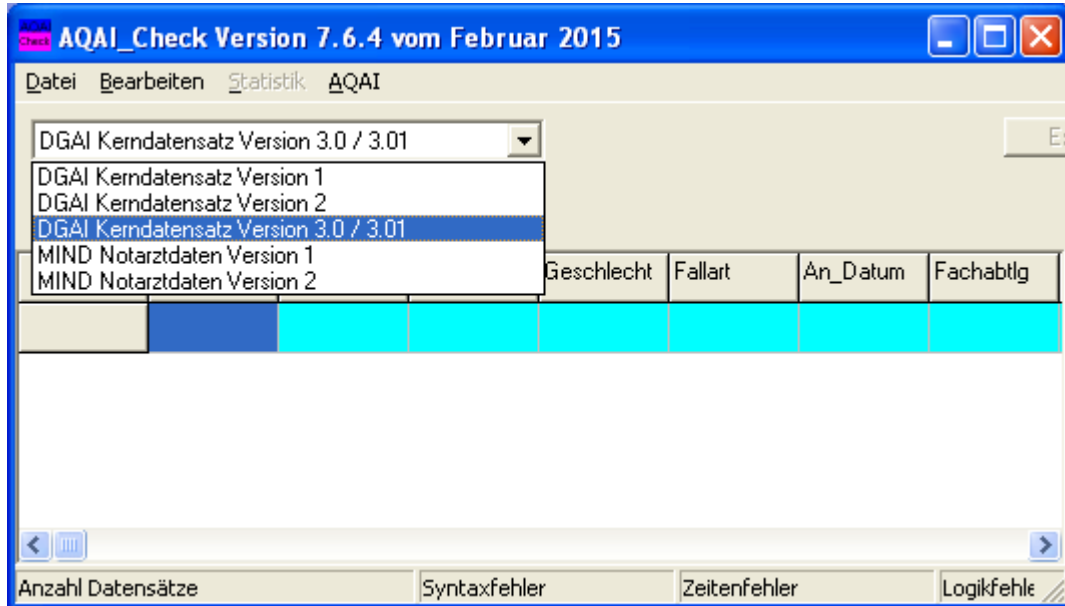 AQAI Check
AQAI_Check Version 7.6.4 vom Februar 2015
Datei Bearbeiten Statistik AQAI
DGAI Kerndatensatz Version 3.0 / 3.01
DGAI Kerndatensatz Version 1
DGAI Kerndatensatz Version 2
DGAI Kerndatensatz Version 3.0 / 3.01
MIND Notarztdaten Version 1
MIND Notarztdaten Version 2
Geschlecht Fallart An_Datum Fachabtlg
Anzahl Datensätze Syntaxfehler Zeitenfehler Logikfehle